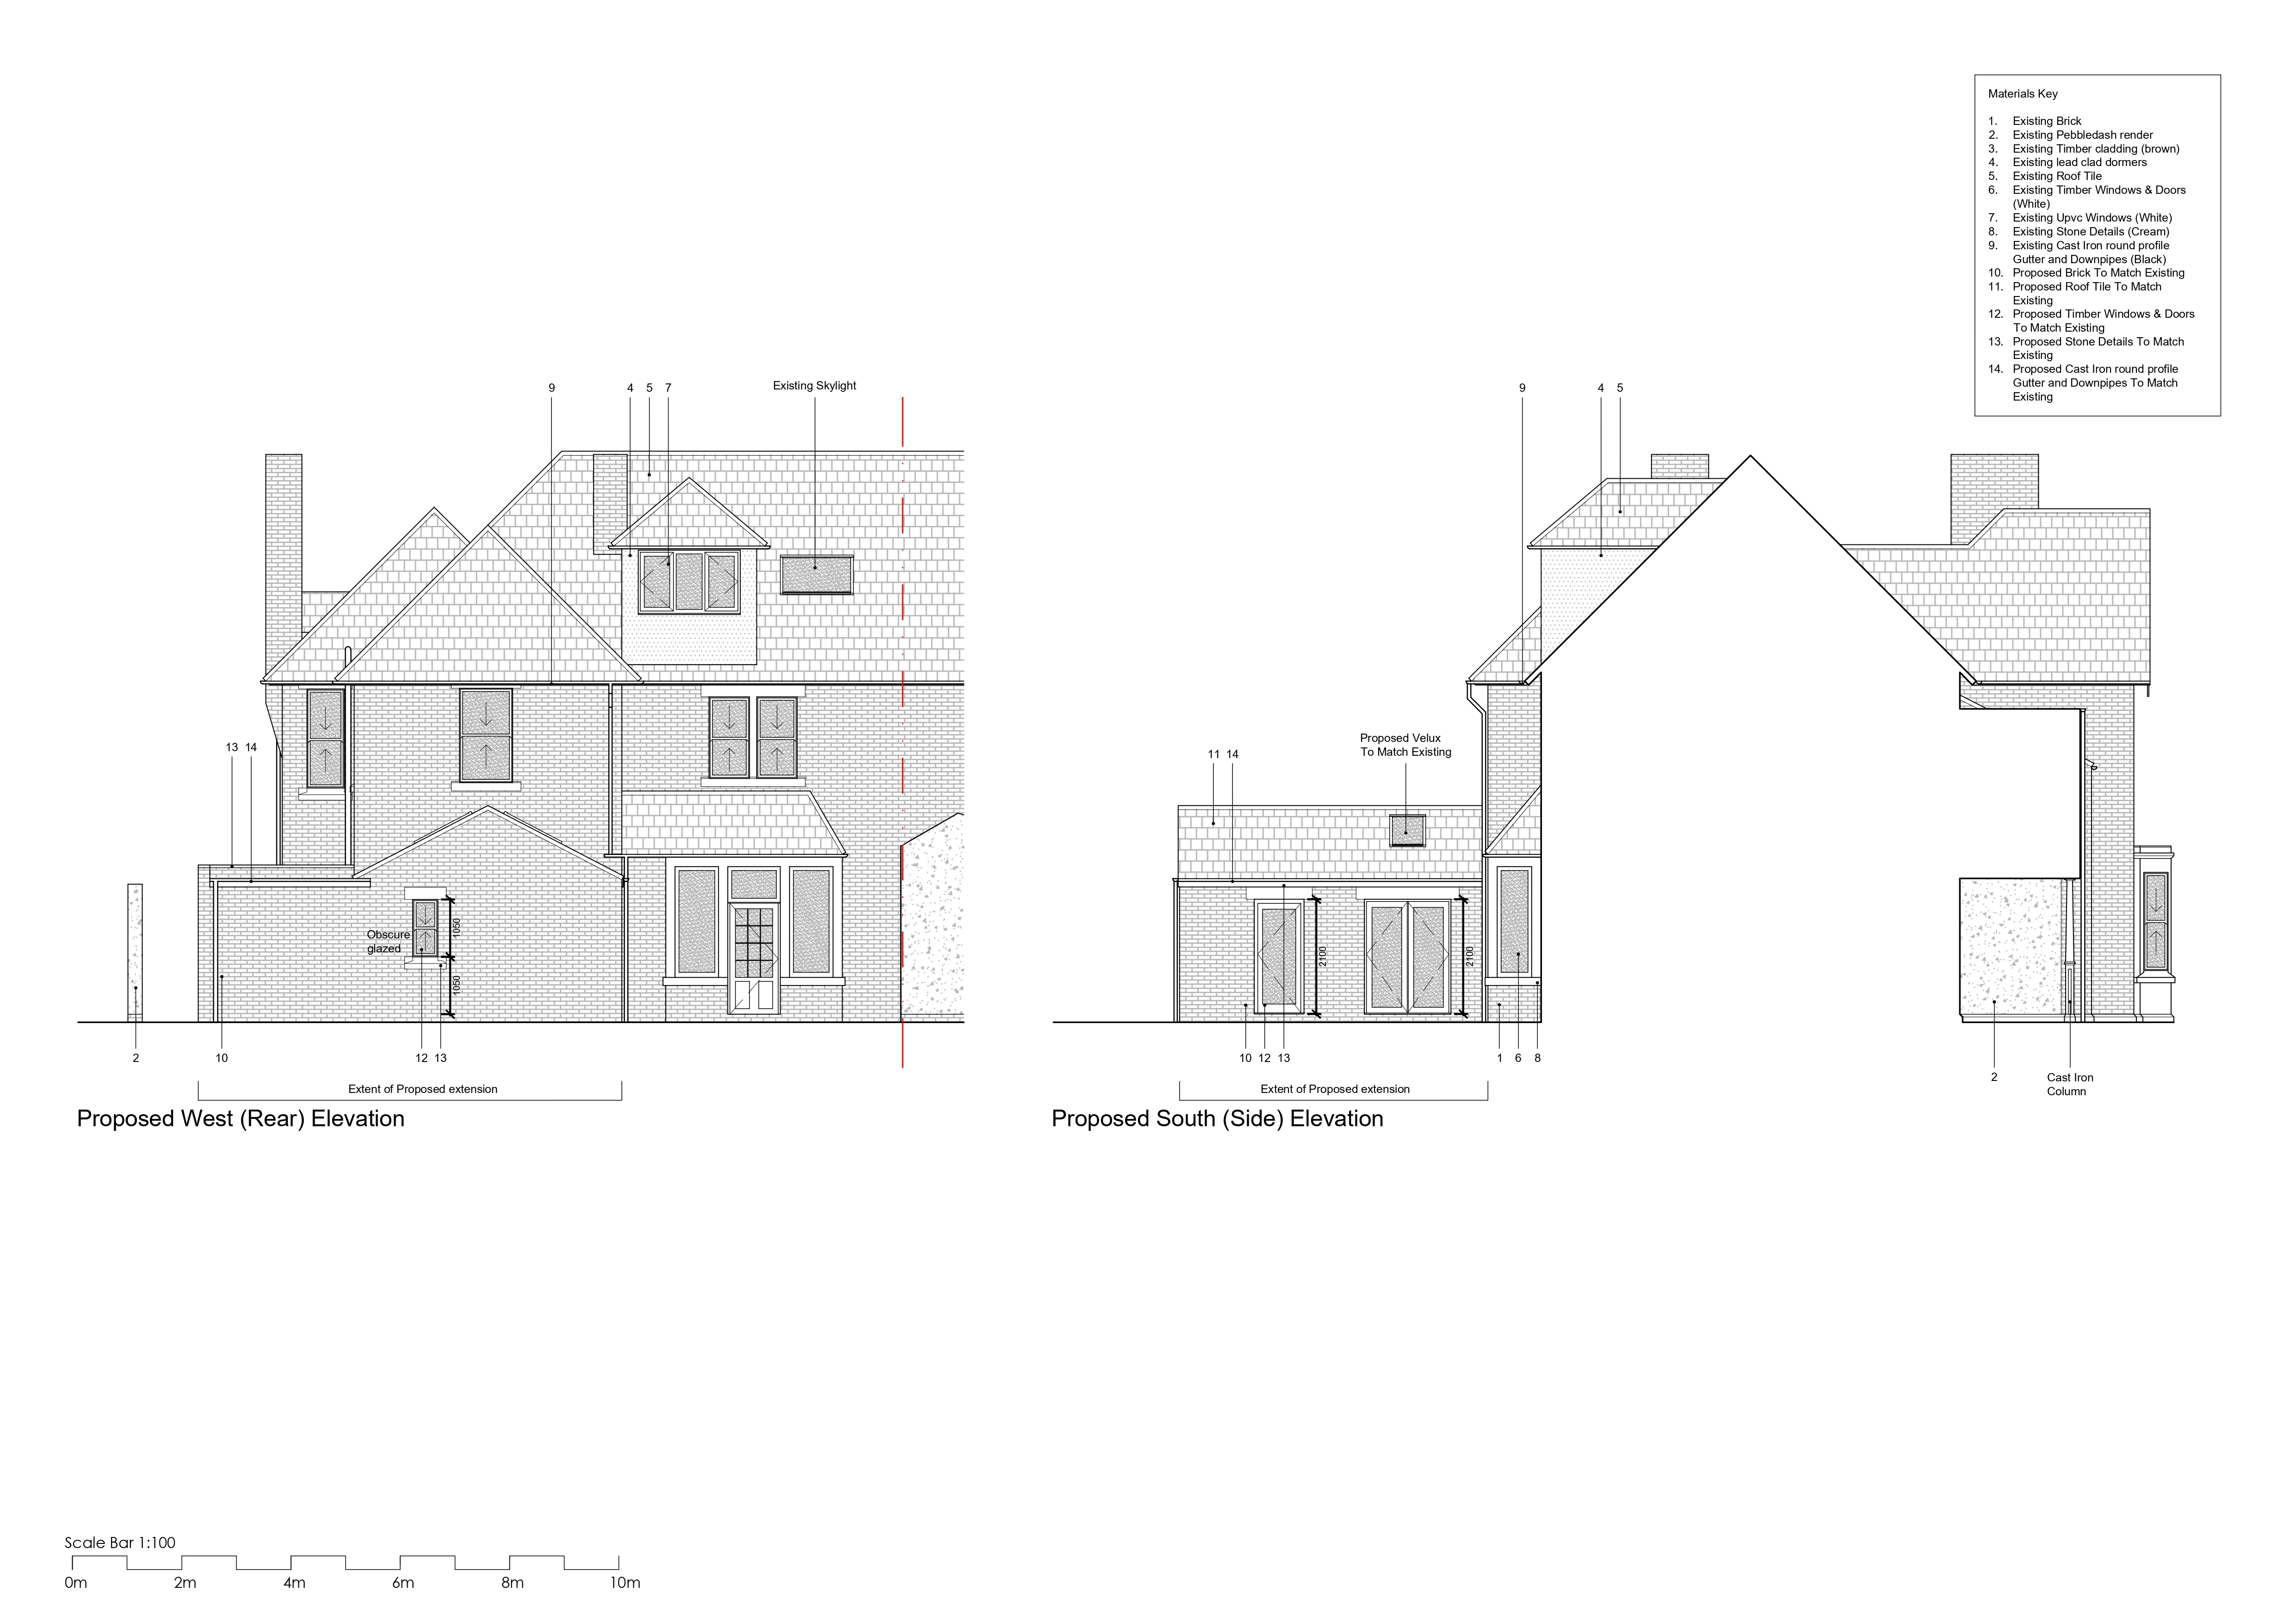 Materials Key
1. Existing Brick
2. Existing Pebbledash render
3. Existing Timber cladding (brown)
4. Existing lead clad dormers
5. Existing Roof Tile
6. Existing Timber Windows & Doors
(White)
7. Existing Upvc Windows (White)
8. Existing Stone Details (Cream)
9. Existing Cast Iron round profile
Gutter and Downpipes (Black)
10. Proposed Brick To Match Existing
11. Proposed Roof Tile To Match
Existing
12. Proposed Timber Windows & Doors
To Match Existing
13. Proposed Stone Details To Match
Existing
14. Proposed Cast Iron round profile
Gutter and Downpipes To Match
Existing
9 4 5 7 Existing Skylight
13 14
Obscure
glazed
1050
1050
2 10 12 13
Extent of Proposed extension
Proposed West (Rear) Elevation
9 4 5
Proposed Velux
To Match Existing
11 14
2100
2100
10 12 13 1 6 8
2 Cast Iron
Column
Extent of Proposed extension
Proposed South (Side) Elevation
Scale Bar 1:100
0m 2m 4m 6m 8m 10m